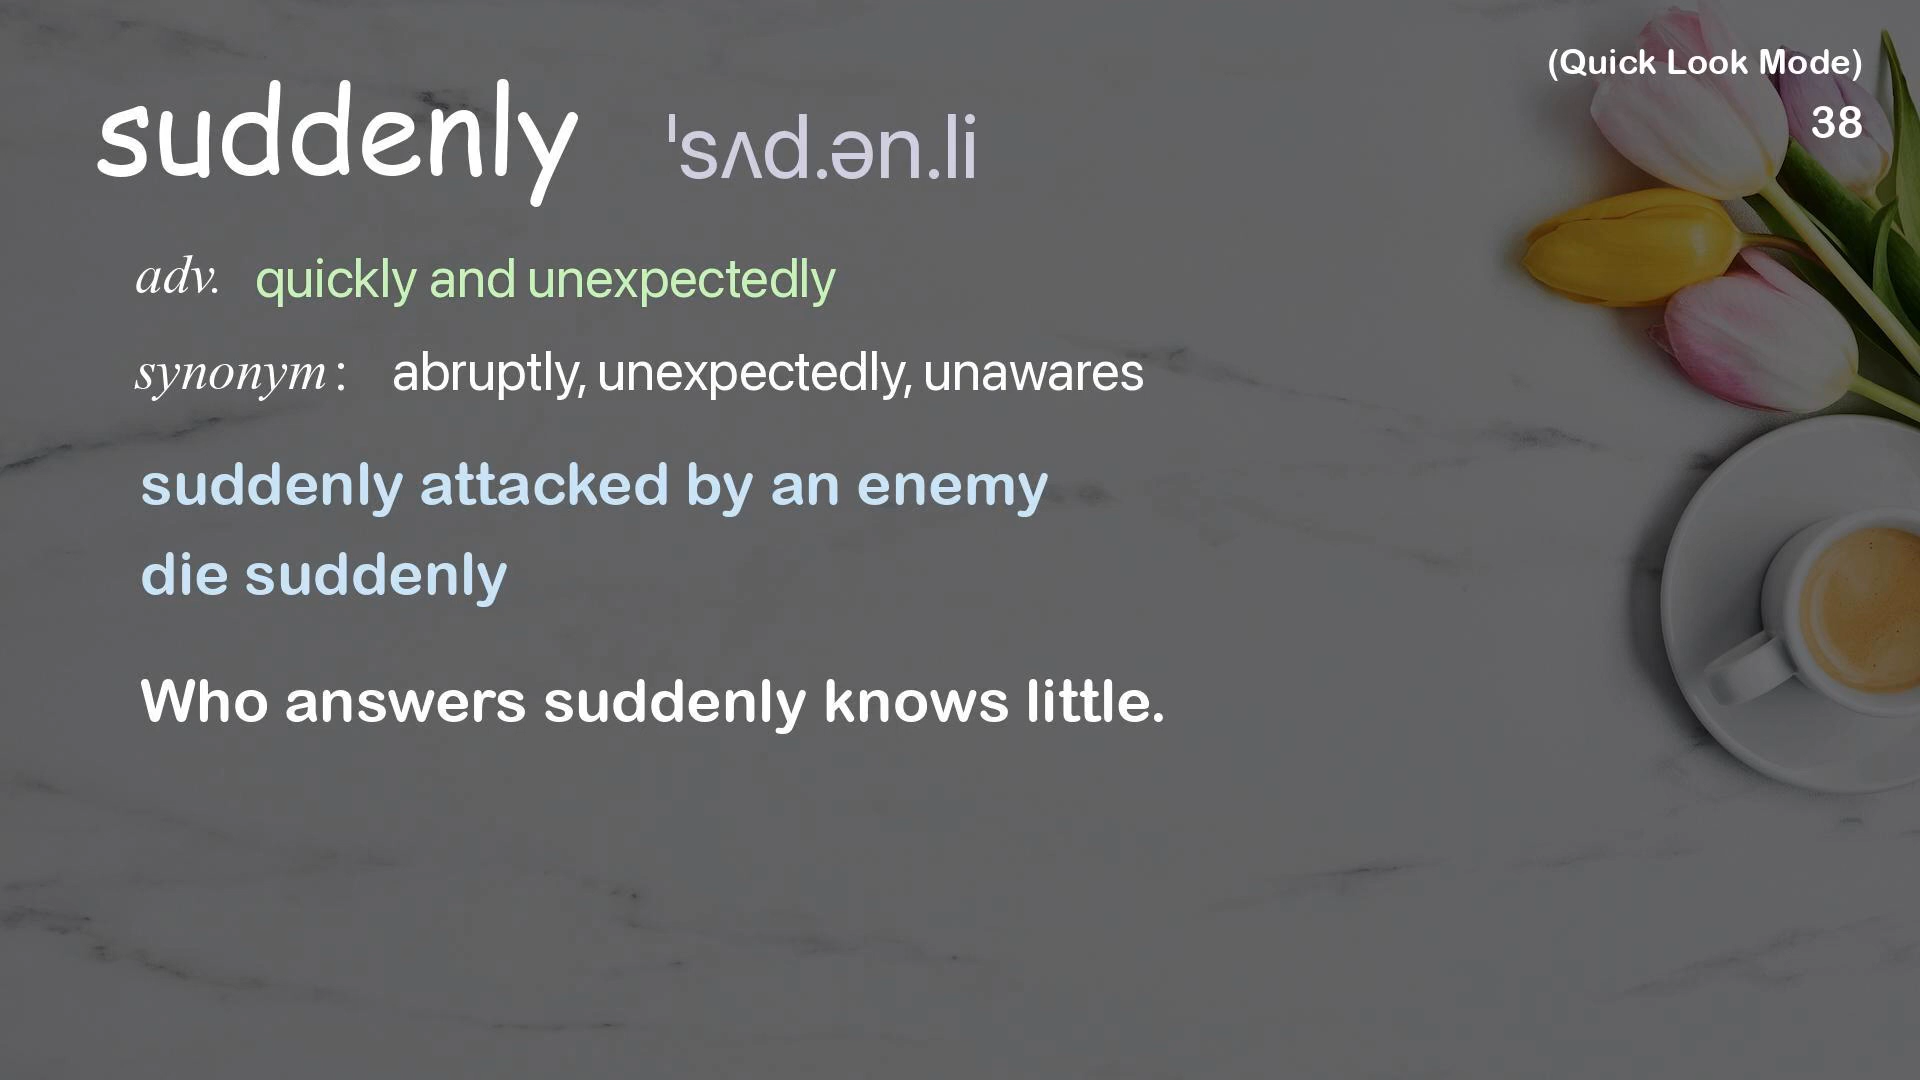 (Quick Look Mode)
38
suddenly ˈsʌd.ən.li
adv. quickly and unexpectedly
synonym : abruptly, unexpectedly, unawares
suddenly attacked by an enemy
die suddenly
Who answers suddenly knows little.